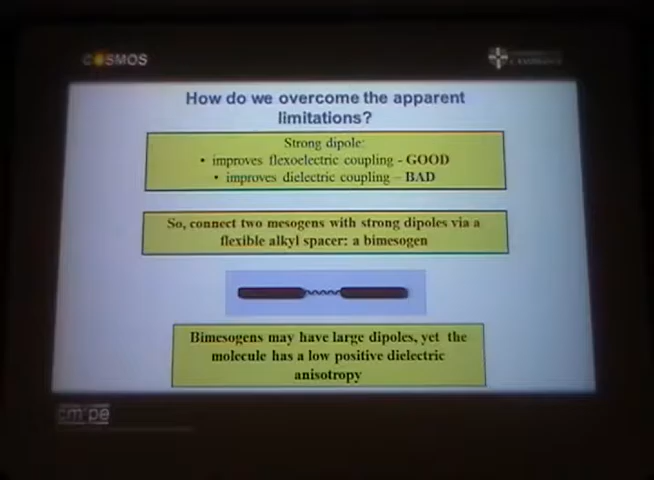 COSMOS
How do we overcome the apparent
limitations?
Strong dipole:
• improves flexoelectric coupling - GOOD
• improves dielectric coupling – BAD
So, connect two mesogens with strong dipoles via a
flexible alkyl spacer: a bimesogen
Bimesogens may have large dipoles, yet the
molecule has a low positive dielectric
anisotropy
cm pe